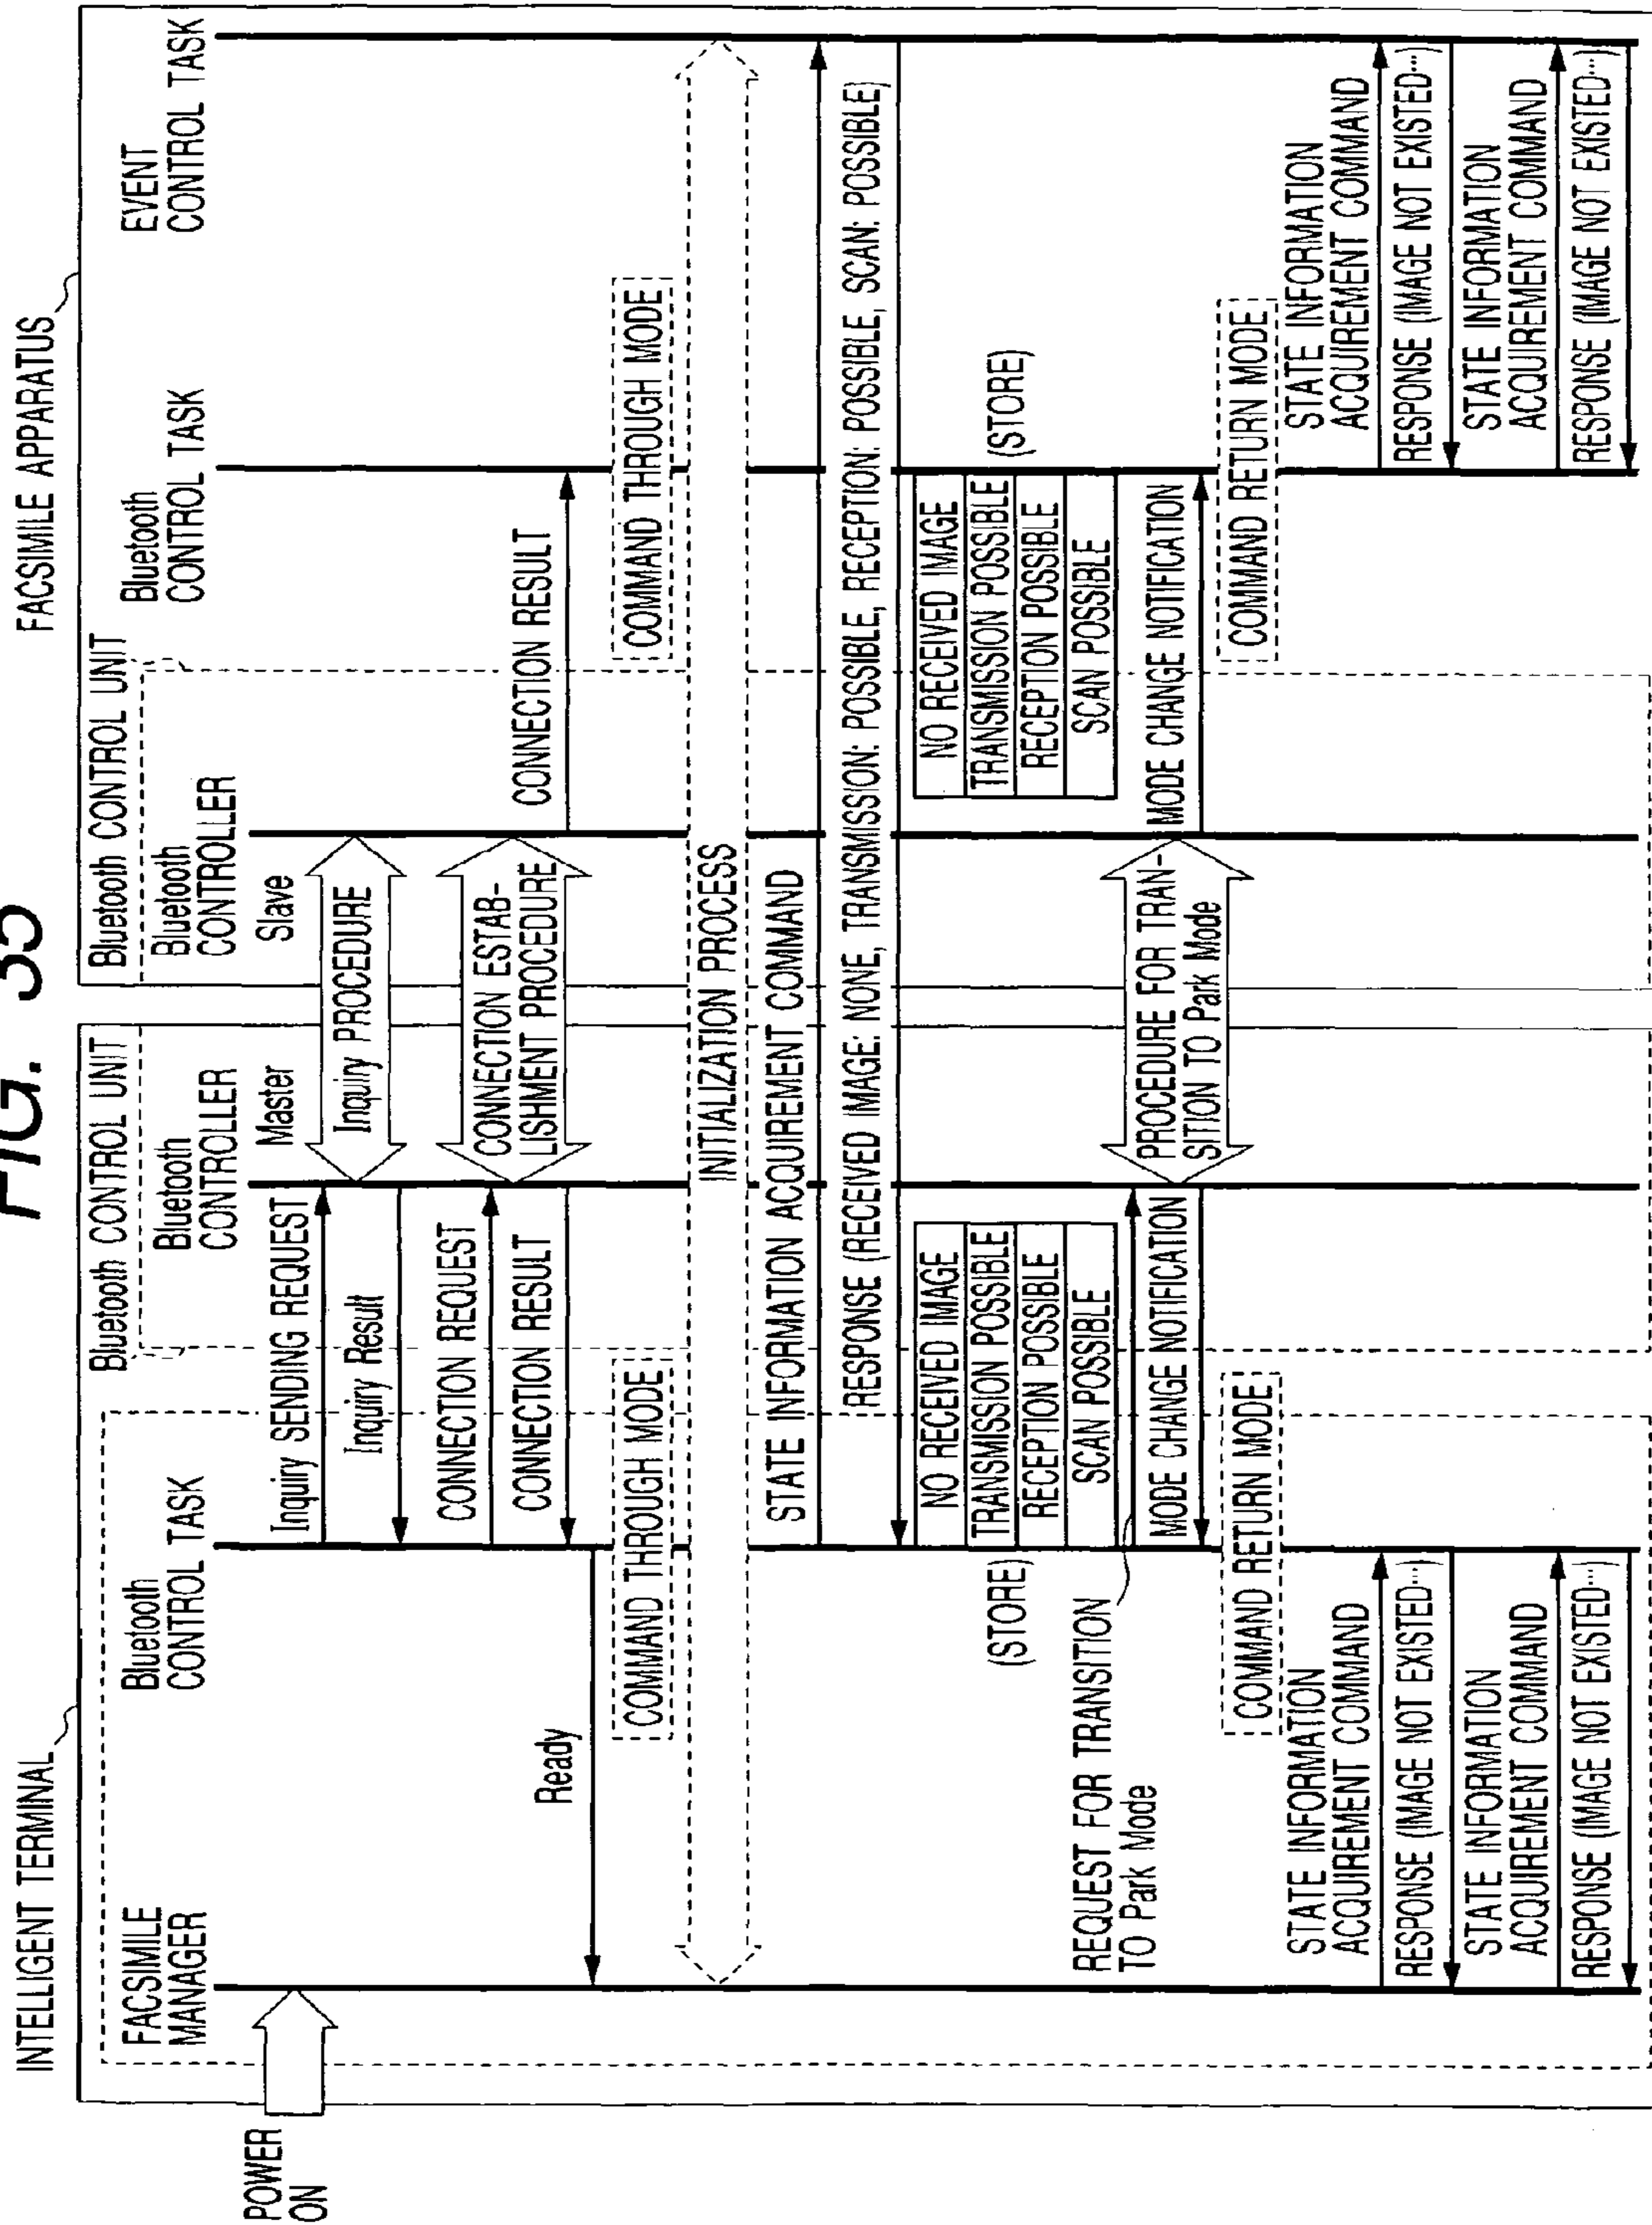 FIG. 35
INTELLIGENT TERMINAL
FACSIMILE APPARATUS
Bluetooth CONTROL UNIT
Bluetooth CONTROL UNIT
FACSIMILE
MANAGER
Bluetooth
CONTROL TASK
Bluetooth
CONTROLLER
Bluetooth
CONTROLLER
Bluetooth
CONTROL TASK
EVENT
CONTROL TASK
Master
Slave
POWER
ON
Inquiry SENDING REQUEST
Inquiry PROCEDURE
Inquiry Result
CONNECTION REQUEST
CONNECTION ESTAB-
LISHMENT PROCEDURE
CONNECTION RESULT
CONNECTION RESULT
Ready
COMMAND THROUGH MODE
COMMAND THROUGH MODE
INITIALIZATION PROCESS
STATE INFORMATION ACQUIREMENT COMMAND
RESPONSE (RECEIVED IMAGE: NONE, TRANSMISSION: POSSIBLE, RECEPTION: POSSIBLE, SCAN: POSSIBLE)
NO RECEIVED IMAGE
TRANSMISSION POSSIBLE
RECEPTION POSSIBLE
SCAN POSSIBLE
(STORE)
NO RECEIVED IMAGE
TRANSMISSION POSSIBLE
RECEPTION POSSIBLE
SCAN POSSIBLE
(STORE)
REQUEST FOR TRANSITION
TO Park Mode
PROCEDURE FOR TRAN-
SITION TO Park Mode
MODE CHANGE NOTIFICATION
MODE CHANGE NOTIFICATION
COMMAND RETURN MODE
COMMAND RETURN MODE
STATE INFORMATION
ACQUIREMENT COMMAND
RESPONSE (IMAGE NOT EXISTED···)
STATE INFORMATION
ACQUIREMENT COMMAND
RESPONSE (IMAGE NOT EXISTED···)
STATE INFORMATION
ACQUIREMENT COMMAND
RESPONSE (IMAGE NOT EXISTED···)
STATE INFORMATION
ACQUIREMENT COMMAND
RESPONSE (IMAGE NOT EXISTED···)